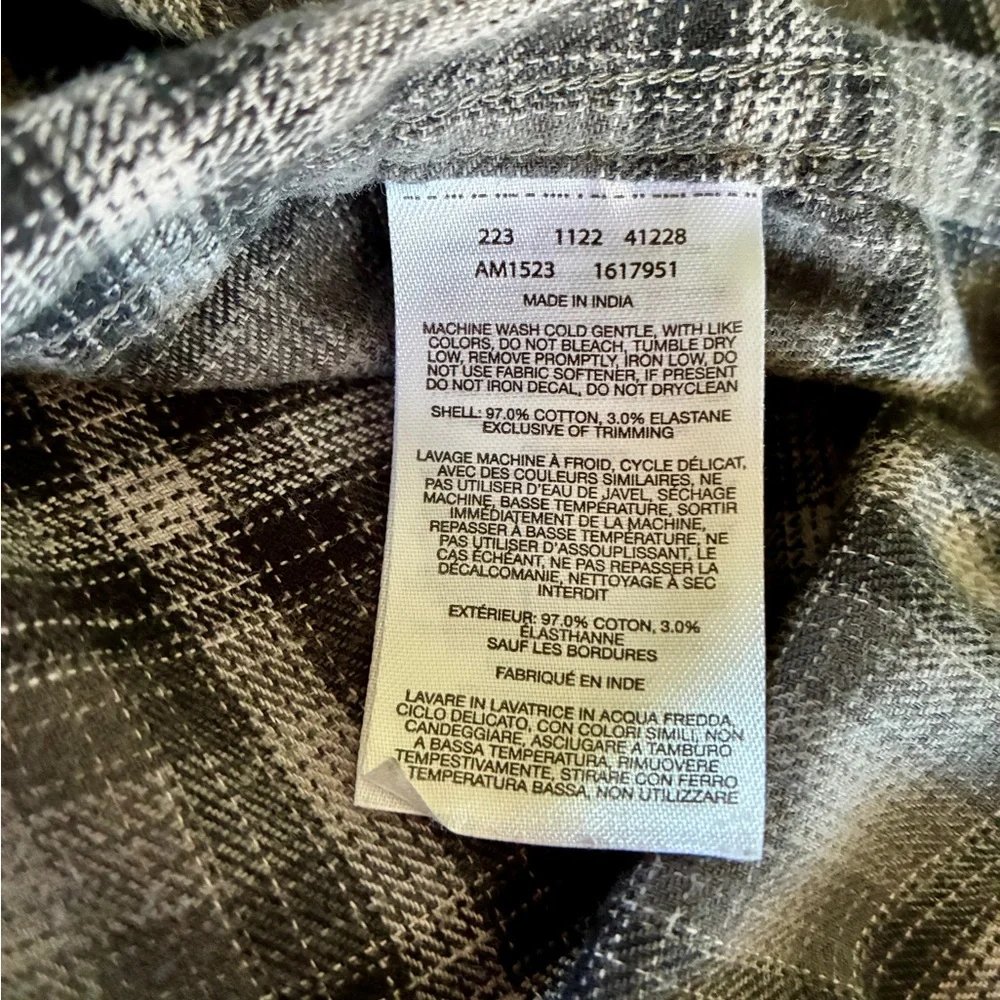 223 1122 41228
AM1523 1617951
MADE IN INDIA
MACHINE WASH COLD GENTLE, WITH LIKE
COLORS, DO NOT BLEACH, TUMBLE DRY
LOW, REMOVE PROMPTLY, IRON LOW, DO
NOT USE FABRIC SOFTENER, IF PRESENT
DO NOT IRON DECAL, DO NOT DRYCLEAN
SHELL: 97.0% COTTON, 3.0% ELASTANE
EXCLUSIVE OF TRIMMING
LAVAGE MACHINE À FROID, CYCLE DÉLICAT,
AVEC DES COULEURS SIMILAIRES, NE
PAS UTILISER D'EAU DE JAVEL, SÉCHAGE
MACHINE, BASSE TEMPÉRATURE, SORTIR
IMMÉDIATEMENT DE LA MACHINE,
REPASSER À BASSE TEMPÉRATURE, NE
PAS UTILISER D'ASSOUPLISSANT, LE
CAS ÉCHÉANT, NE PAS REPASSER LA
DÉCALCOMANIE, NETTOYAGE À SEC
INTERDIT
EXTÉRIEUR: 97.0% COTON, 3.0%
ÉLASTHANNE
SAUF LES BORDURES
FABRIQUÉ EN INDE
LAVARE IN LAVATRICE IN ACQUA FREDDA,
CICLO DELICATO, CON COLORI SIMILI, NON
CANDEGGIARE, ASCIUGARE A TAMBURO
A BASSA TEMPERATURA, RIMUOVERE
TEMPESTIVAMENTE, STIRARE CON FERRO
TEMPERATURA BASSA, NON UTILIZZARE